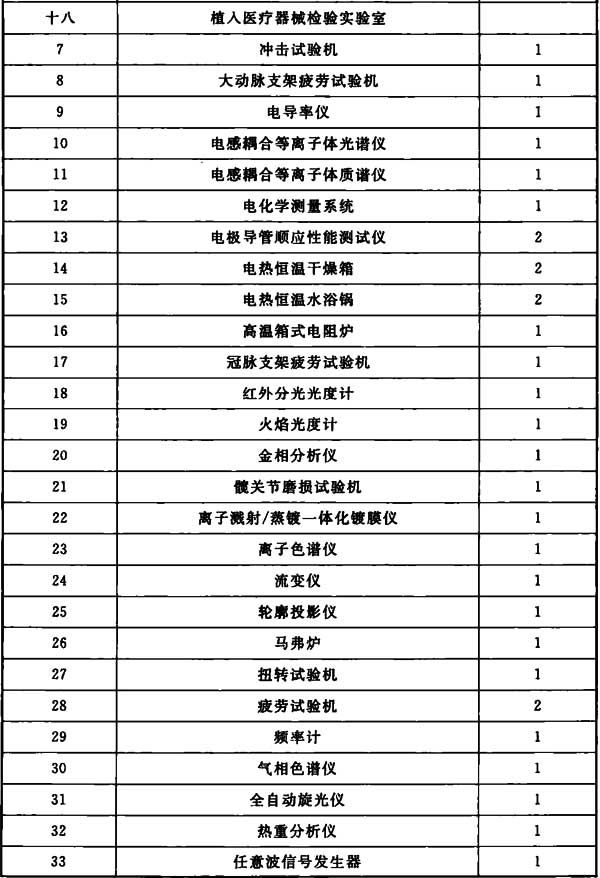 十八 植入医疗器械检验实验室
7 冲击试验机 1
8 大动脉支架疲劳试验机 1
9 电导率仪 1
10 电感耦合等离子体光谱仪 1
11 电感耦合等离子体质谱仪 1
12 电化学测量系统 1
13 电极导管顺应性能测试仪 2
14 电热恒温干燥箱 2
15 电热恒温水浴锅 2
16 高温箱式电阻炉 1
17 冠脉支架疲劳试验机 1
18 红外分光光度计 1
19 火焰光度计 1
20 金相分析仪 1
21 髋关节磨损试验机 1
22 离子溅射/蒸镀一体化镀膜仪 1
23 离子色谱仪 1
24 流变仪 1
25 轮廓投影仪 1
26 马弗炉 1
27 扭转试验机 1
28 疲劳试验机 2
29 频率计 1
30 气相色谱仪 1
31 全自动旋光仪 1
32 热重分析仪 1
33 任意波信号发生器 1